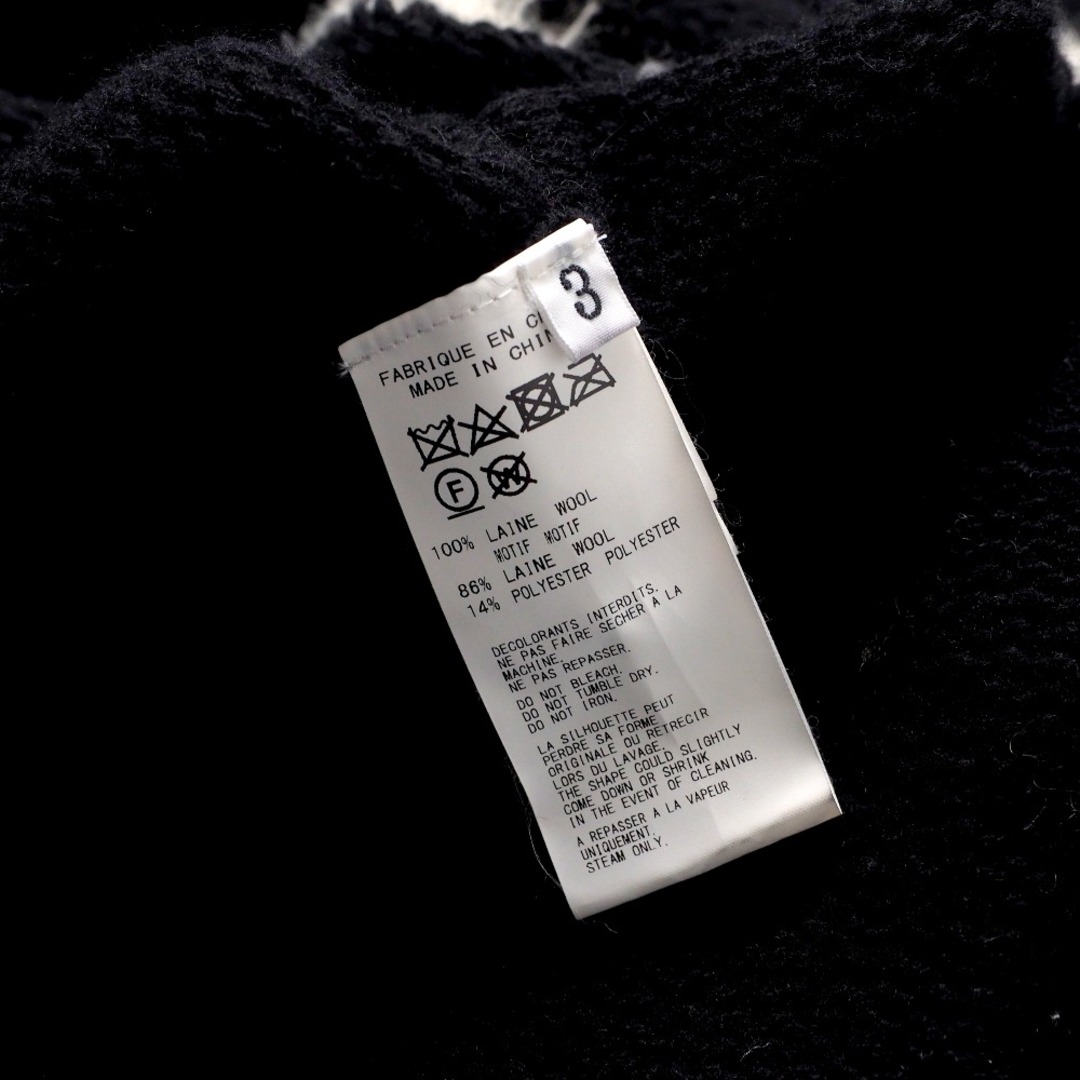 3
FABRIQUE EN CHI
MADE IN CHIN
F
W
100% LAINE WOOL
MOTIF MOTIF
86% LAINE WOOL
14% POLYESTER POLYESTER
DECOLORANTS INTERDITS.
NE PAS FAIRE SECHER A LA
MACHINE.
NE PAS REPASSER.
DO NOT BLEACH.
DO NOT TUMBLE DRY.
DO NOT IRON.
LA SILHOUETTE PEUT
PERDRE SA FORME
ORIGINALE OU RETRECIR
LORS DU LAVAGE.
THE SHAPE COULD SLIGHTLY
COME DOWN OR SHRINK
IN THE EVENT OF CLEANING.
A REPASSER À LA VAPEUR
UNIQUEMENT.
STEAM ONLY.